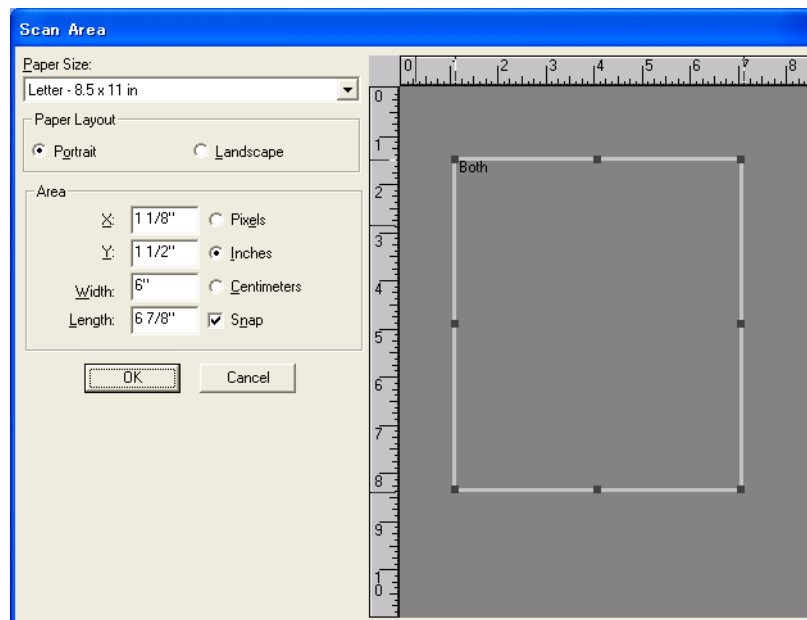 Scan Area
Paper Size:
Letter - 8.5 x 11 in
Paper Layout
Portrait
Landscape
Area
X: 1 1/8" Pixels
Y: 1 1/2" Inches
Width: 6" Centimeters
Length: 6 7/8" Snap
OK Cancel
0 1 2 3 4 5 6 7 8
0
1
2
3
4
5
6
7
8
9
10
Both